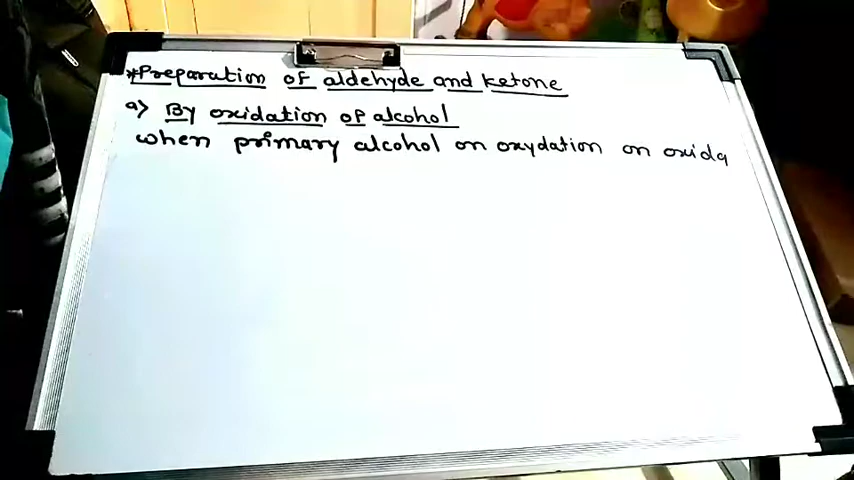 *Preparation of aldehyde and ketone
a> By oxidation of alcohol
when primary alcohol on oxydation on oxida